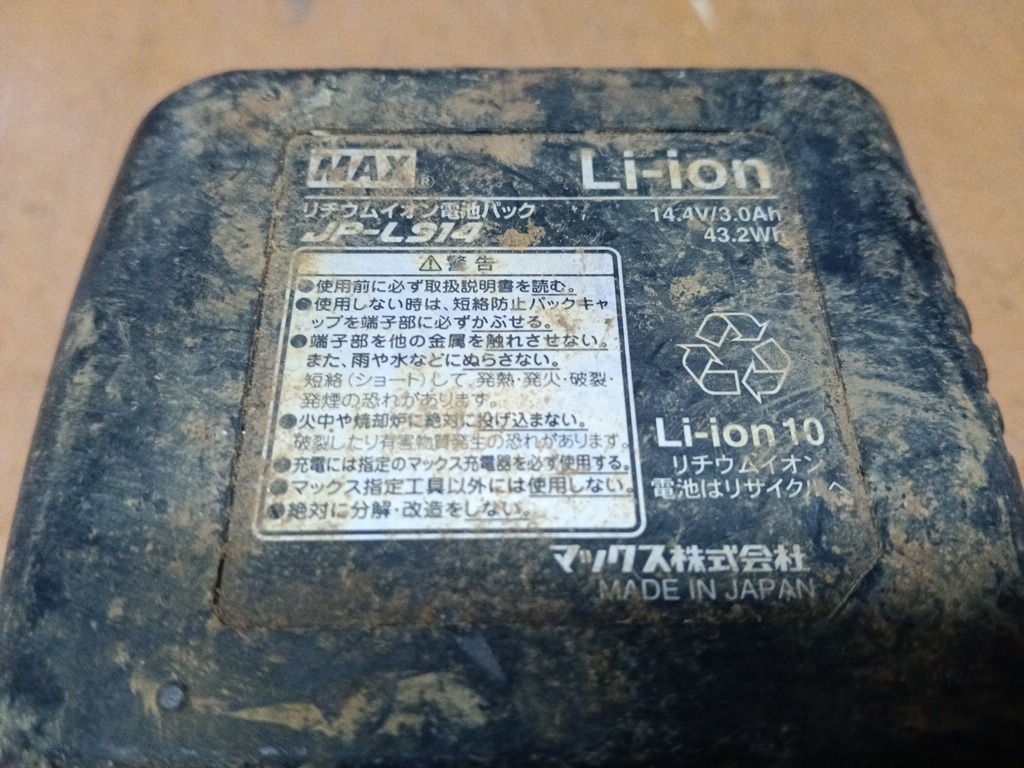 MAX®
Li-ion
リチウムイオン電池パック
14.4V/3.0Ah
JP-L914
43.2Wh
⚠警告
●使用前に必ず取扱説明書を読む。
●使用しない時は、短絡防止パックキャ
ップを端子部に必ずかぶせる。
●端子部を他の金属を触れさせない。
また、雨や水などにぬらさない。
短絡(ショート)して、発熱・発火・破裂・
発煙の恐れがあります。
●火中や焼却炉に絶対に投げ込まない。
破裂したり有害物質発生の恐れがあります。
●充電には指定のマックス充電器を必ず使用する。
●マックス指定工具以外には使用しない。
●絶対に分解・改造をしない。
Li-ion 10
リチウムイオン
電池はリサイクルへ
マックス株式会社
MADE IN JAPAN